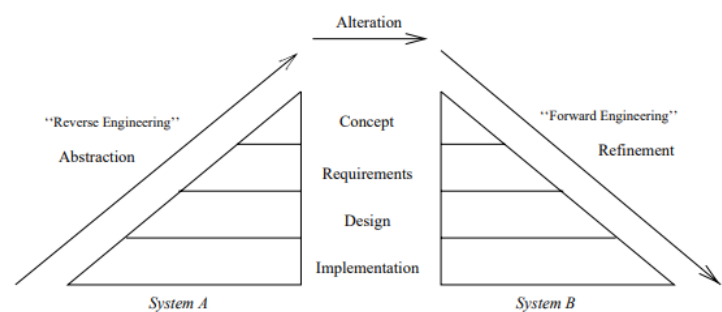 Alteration
‘‘Reverse Engineering’’
Abstraction
‘‘Forward Engineering’’
Refinement
Concept
Requirements
Design
Implementation
System A
System B